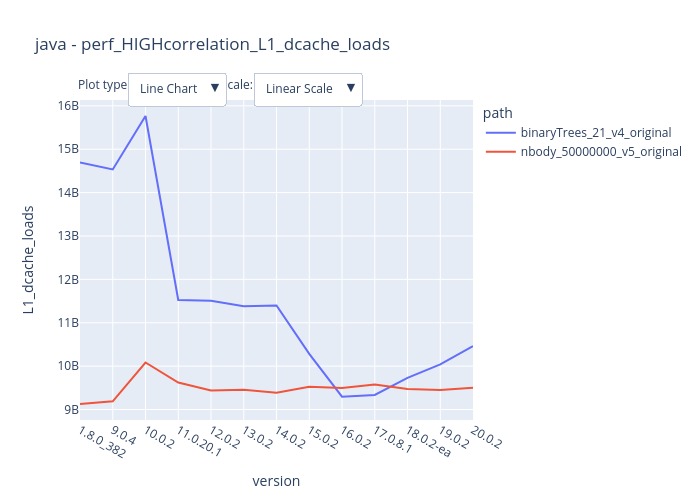 java - perf_HIGHcorrelation_L1_dcache_loads
Plot type
Line Chart ▼
cale:
Linear Scale ▼
16B
15B
14B
13B
12B
11B
10B
9B
L1_dcache_loads
1.8.0_382
9.0.4
10.0.2
11.0.20.1
12.0.2
13.0.2
14.0.2
15.0.2
16.0.2
17.0.8.1
18.0.2-ea
19.0.2
20.0.2
version
path
binaryTrees_21_v4_original
nbody_50000000_v5_original